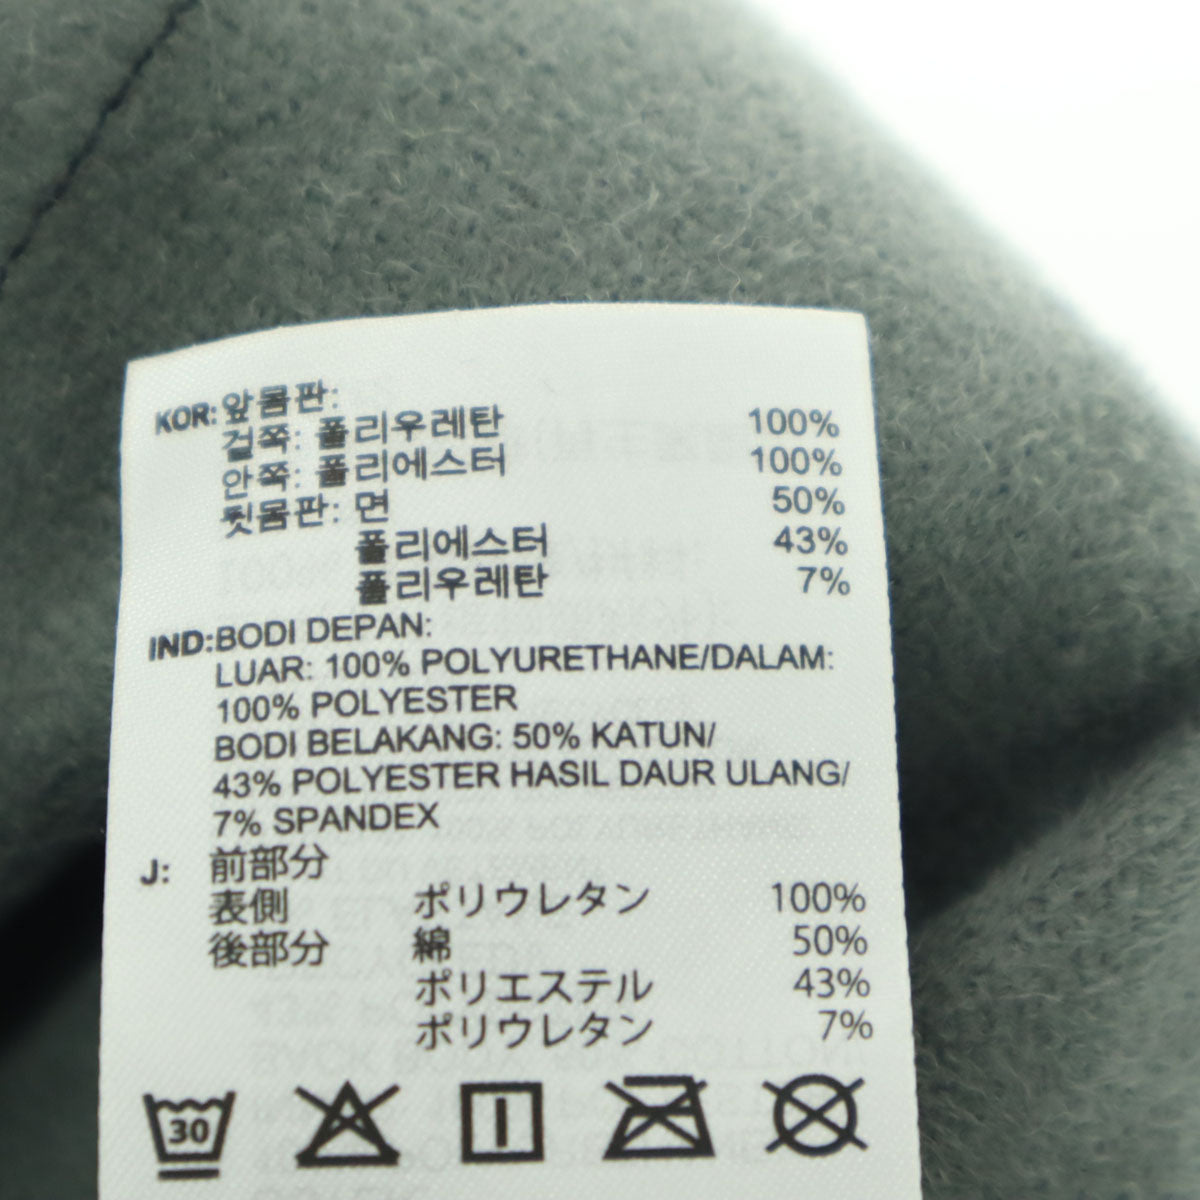 KOR: 앞몸판:
겉쪽: 폴리우레탄 100%
안쪽: 폴리에스터 100%
뒷몸판: 면 50%
폴리에스터 43%
폴리우레탄 7%
IND: BODI DEPAN:
LUAR: 100% POLYURETHANE/DALAM:
100% POLYESTER
BODI BELAKANG: 50% KATUN/
43% POLYESTER HASIL DAUR ULANG/
7% SPANDEX
J: 前部分
表側 ポリウレタン 100%
後部分 綿 50%
ポリエステル 43%
ポリウレタン 7%
30